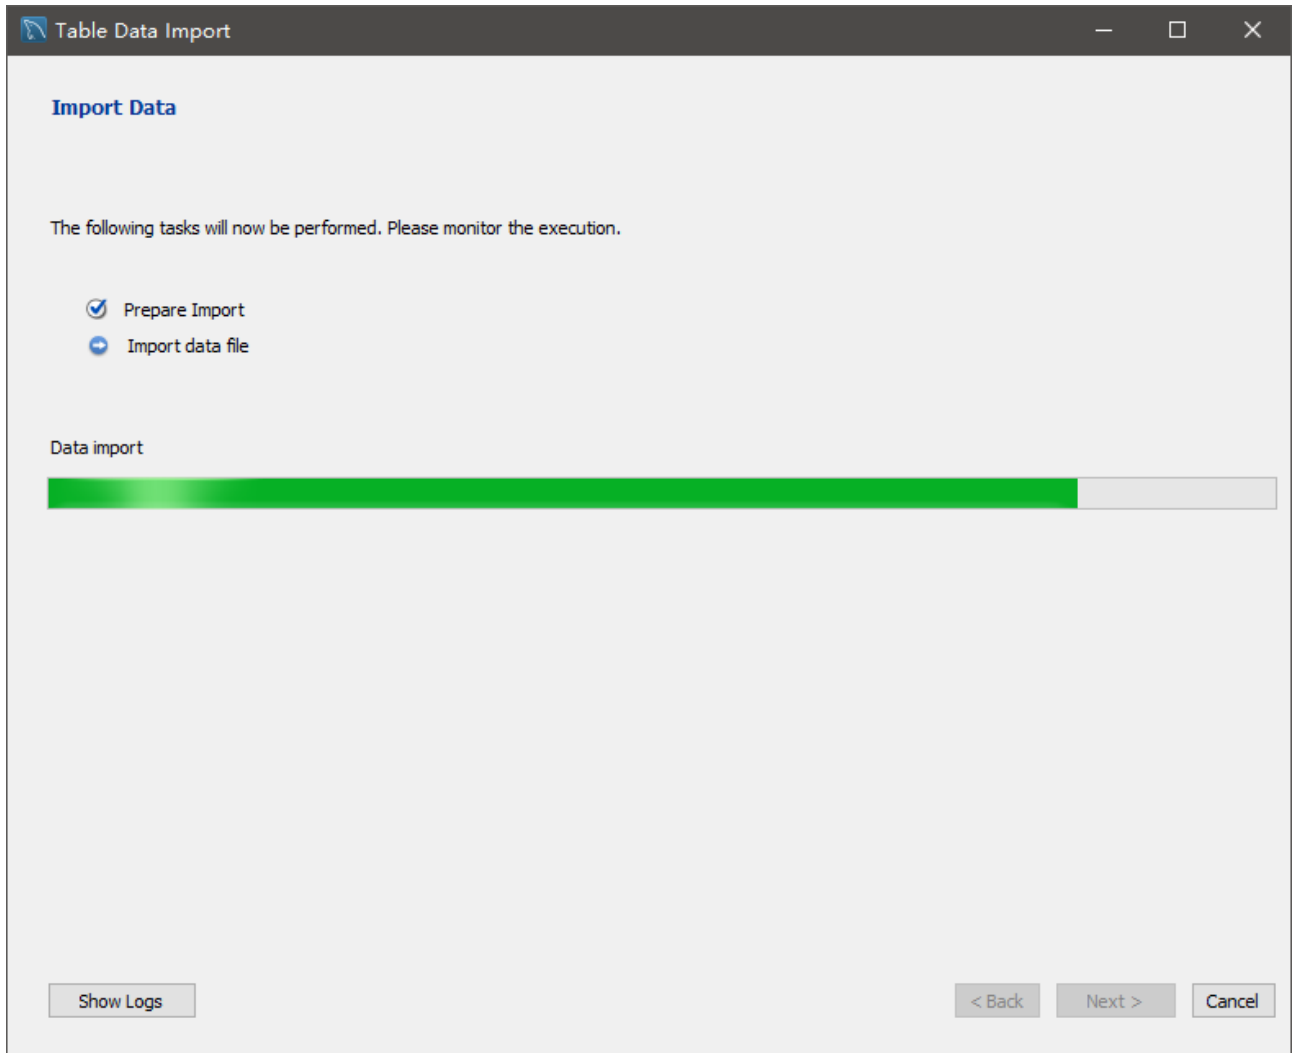 Table Data Import
Import Data
The following tasks will now be performed. Please monitor the execution.
Prepare Import
Import data file
Data import
Show Logs
< Back
Next >
Cancel